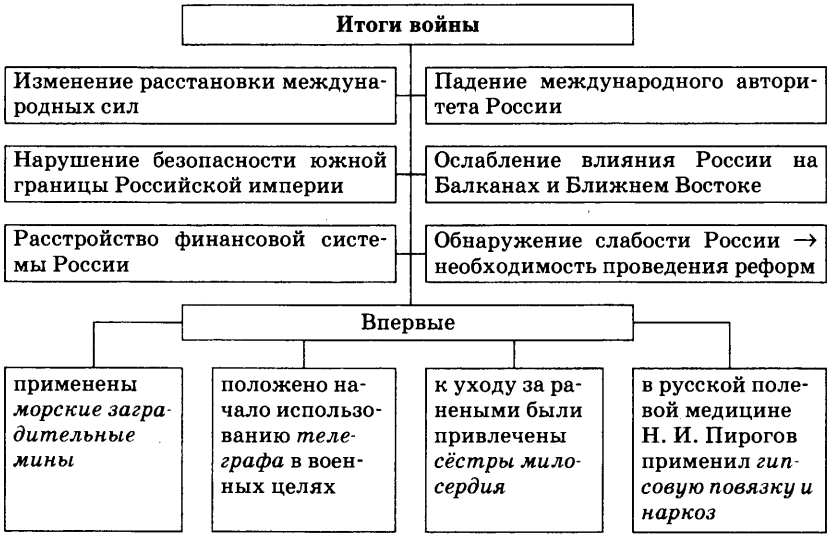 Итоги войны
Изменение расстановки междуна-
родных сил
Падение международного автори-
тета России
Нарушение безопасности южной
границы Российской империи
Ослабление влияния России на
Балканах и Ближнем Востоке
Расстройство финансовой систе-
мы России
Обнаружение слабости России →
необходимость проведения реформ
Впервые
применены
морские загра-
дительные
мины
положено на-
чало использо-
ванию теле-
графа в воен-
ных целях
к уходу за ра-
неными были
привлечены
сёстры мило-
сердия
в русской поле-
вой медицине
Н. И. Пирогов
применил гип-
совую повязку и
наркоз